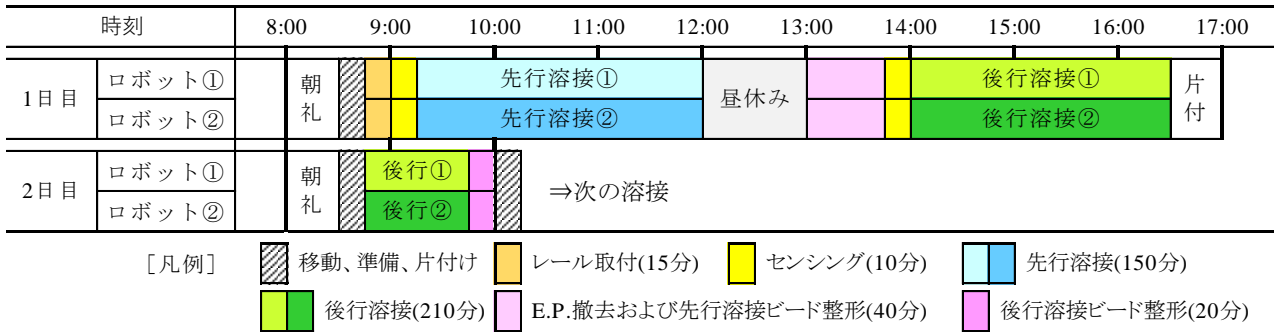 時刻 8:00 9:00 10:00 11:00 12:00 13:00 14:00 15:00 16:00 17:00
1日目 ロボット① 朝礼 先行溶接① 昼休み 後行溶接① 片付
ロボット② 先行溶接② 後行溶接②
2日目 ロボット① 朝礼 後行① ⇒次の溶接
ロボット② 後行②
[凡例] 移動、準備、片付け レール取付(15分) センシング(10分) 先行溶接(150分)
後行溶接(210分) E.P.撤去および先行溶接ビード整形(40分) 後行溶接ビード整形(20分)